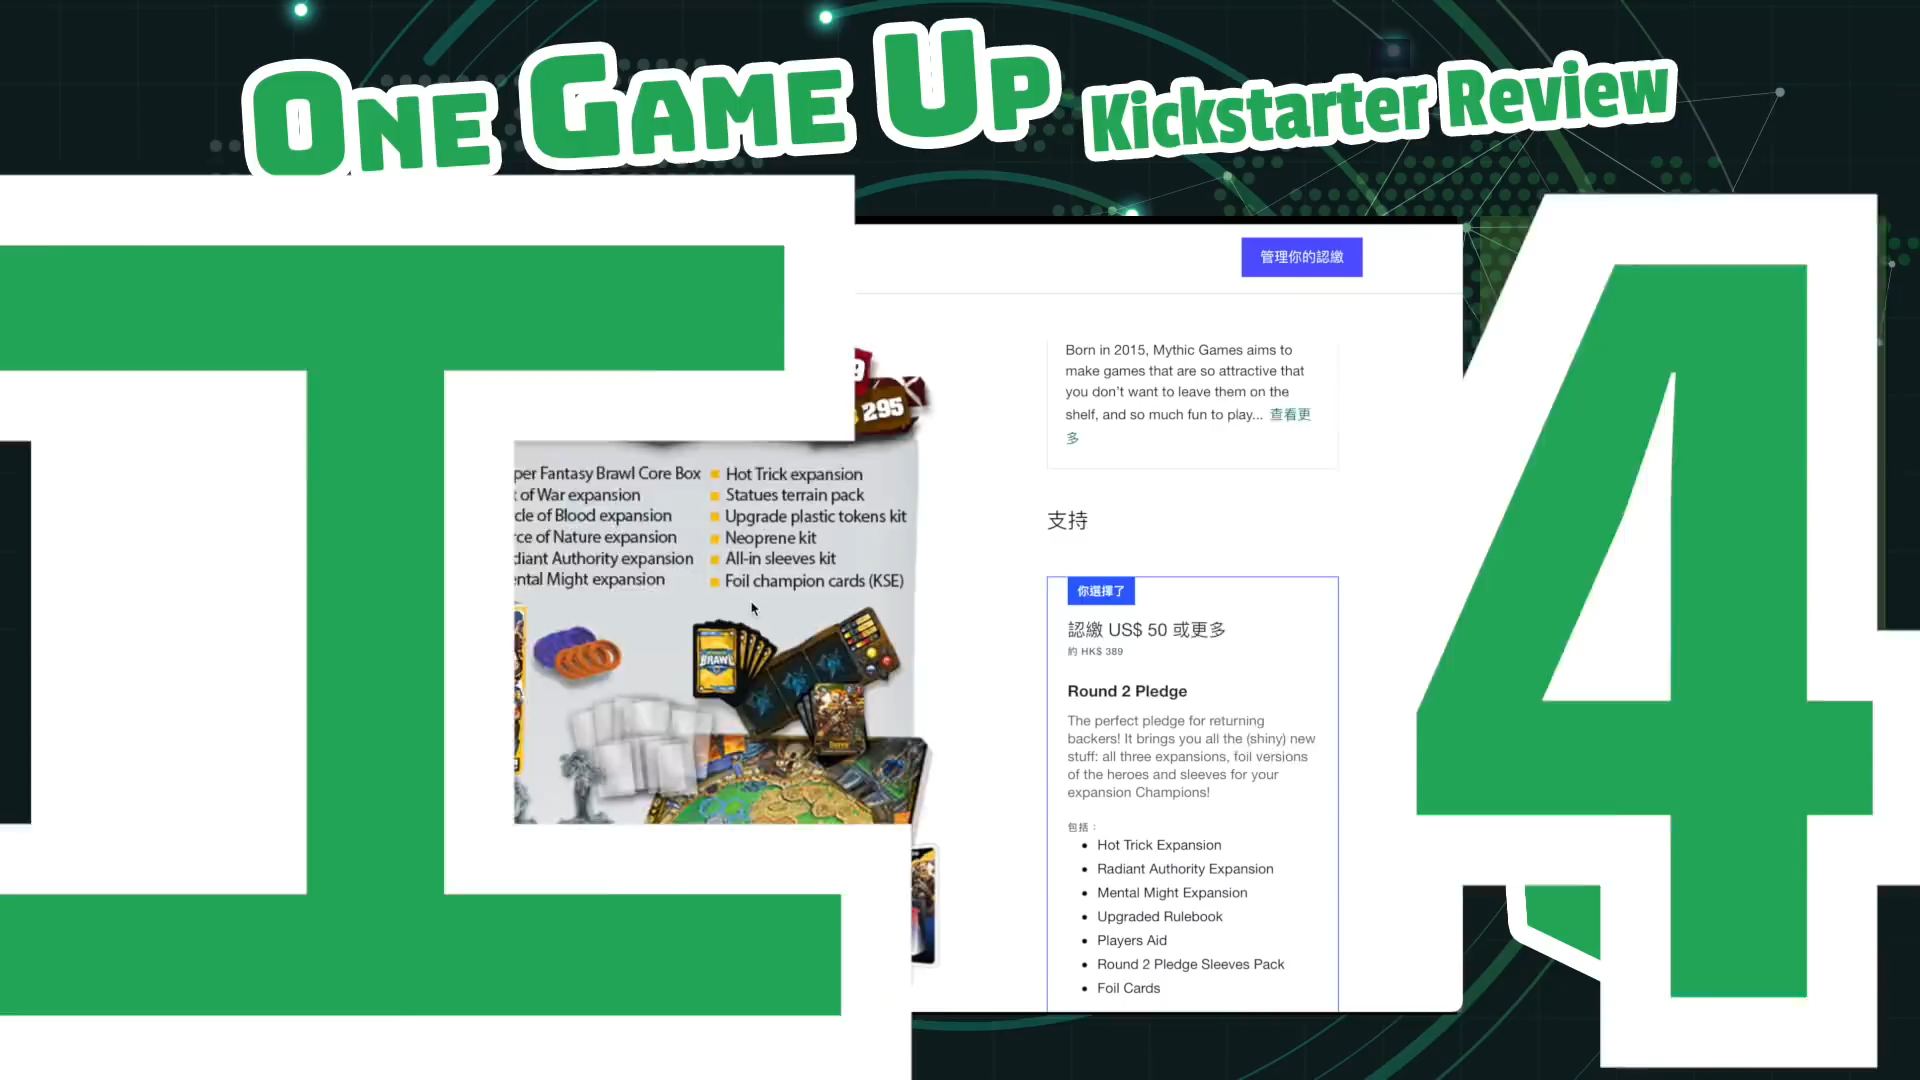 One Game Up Kickstarter Review
管理你的認繳
295
Born in 2015, Mythic Games aims to
make games that are so attractive that
you don't want to leave them on the
shelf, and so much fun to play... 查看更
多
per Fantasy Brawl Core Box
of War expansion
cle of Blood expansion
rce of Nature expansion
diant Authority expansion
ental Might expansion
Hot Trick expansion
Statues terrain pack
Upgrade plastic tokens kit
Neoprene kit
All-in sleeves kit
Foil champion cards (KSE)
BRAWL
支持
你選擇了
認繳 US$ 50 或更多
約 HK$ 389
Round 2 Pledge
The perfect pledge for returning
backers! It brings you all the (shiny) new
stuff: all three expansions, foil versions
of the heroes and sleeves for your
expansion Champions!
包括：
Hot Trick Expansion
Radiant Authority Expansion
Mental Might Expansion
Upgraded Rulebook
Players Aid
Round 2 Pledge Sleeves Pack
Foil Cards
4